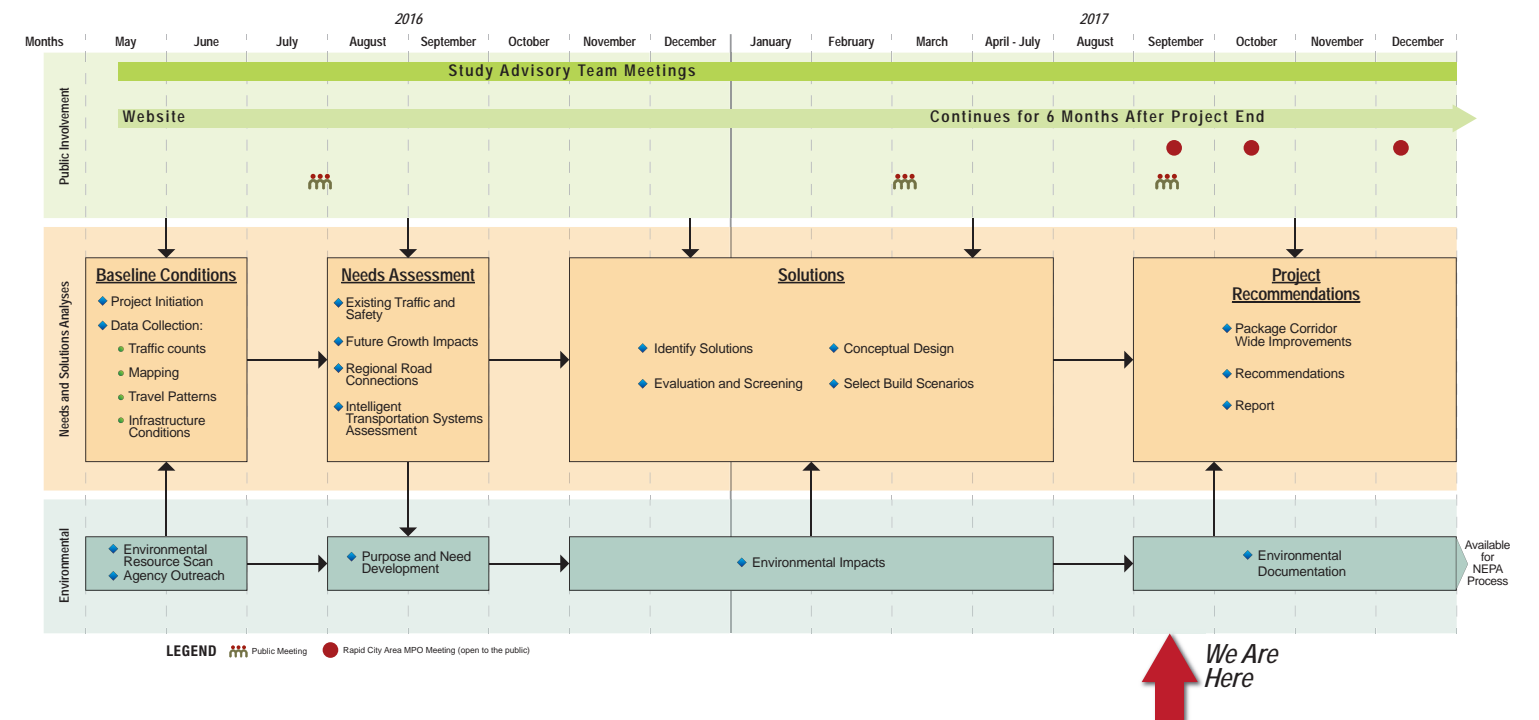 2016
2017
Months
May
June
July
August
September
October
November
December
January
February
March
April - July
August
September
October
November
December
Public Involvement
Study Advisory Team Meetings
Website
Continues for 6 Months After Project End
Needs and Solutions Analyses
Baseline Conditions
Project Initiation
Data Collection:
Traffic counts
Mapping
Travel Patterns
Infrastructure
Conditions
Needs Assessment
Existing Traffic and
Safety
Future Growth Impacts
Regional Road
Connections
Intelligent
Transportation Systems
Assessment
Solutions
Identify Solutions
Evaluation and Screening
Conceptual Design
Select Build Scenarios
Project
Recommendations
Package Corridor
Wide Improvements
Recommendations
Report
Environmental
Environmental
Resource Scan
Agency Outreach
Purpose and Need
Development
Environmental Impacts
Environmental
Documentation
Available
for
NEPA
Process
LEGEND
Public Meeting
Rapid City Area MPO Meeting (open to the public)
We Are
Here